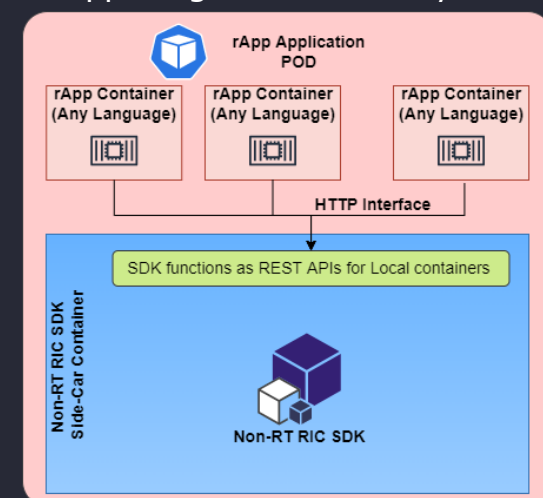 rApp Application
POD
rApp Container
(Any Language)
rApp Container
(Any Language)
rApp Container
(Any Language)
HTTP Interface
SDK functions as REST APIs for Local containers
Non-RT RIC SDK
Side-Car Container
Non-RT RIC SDK